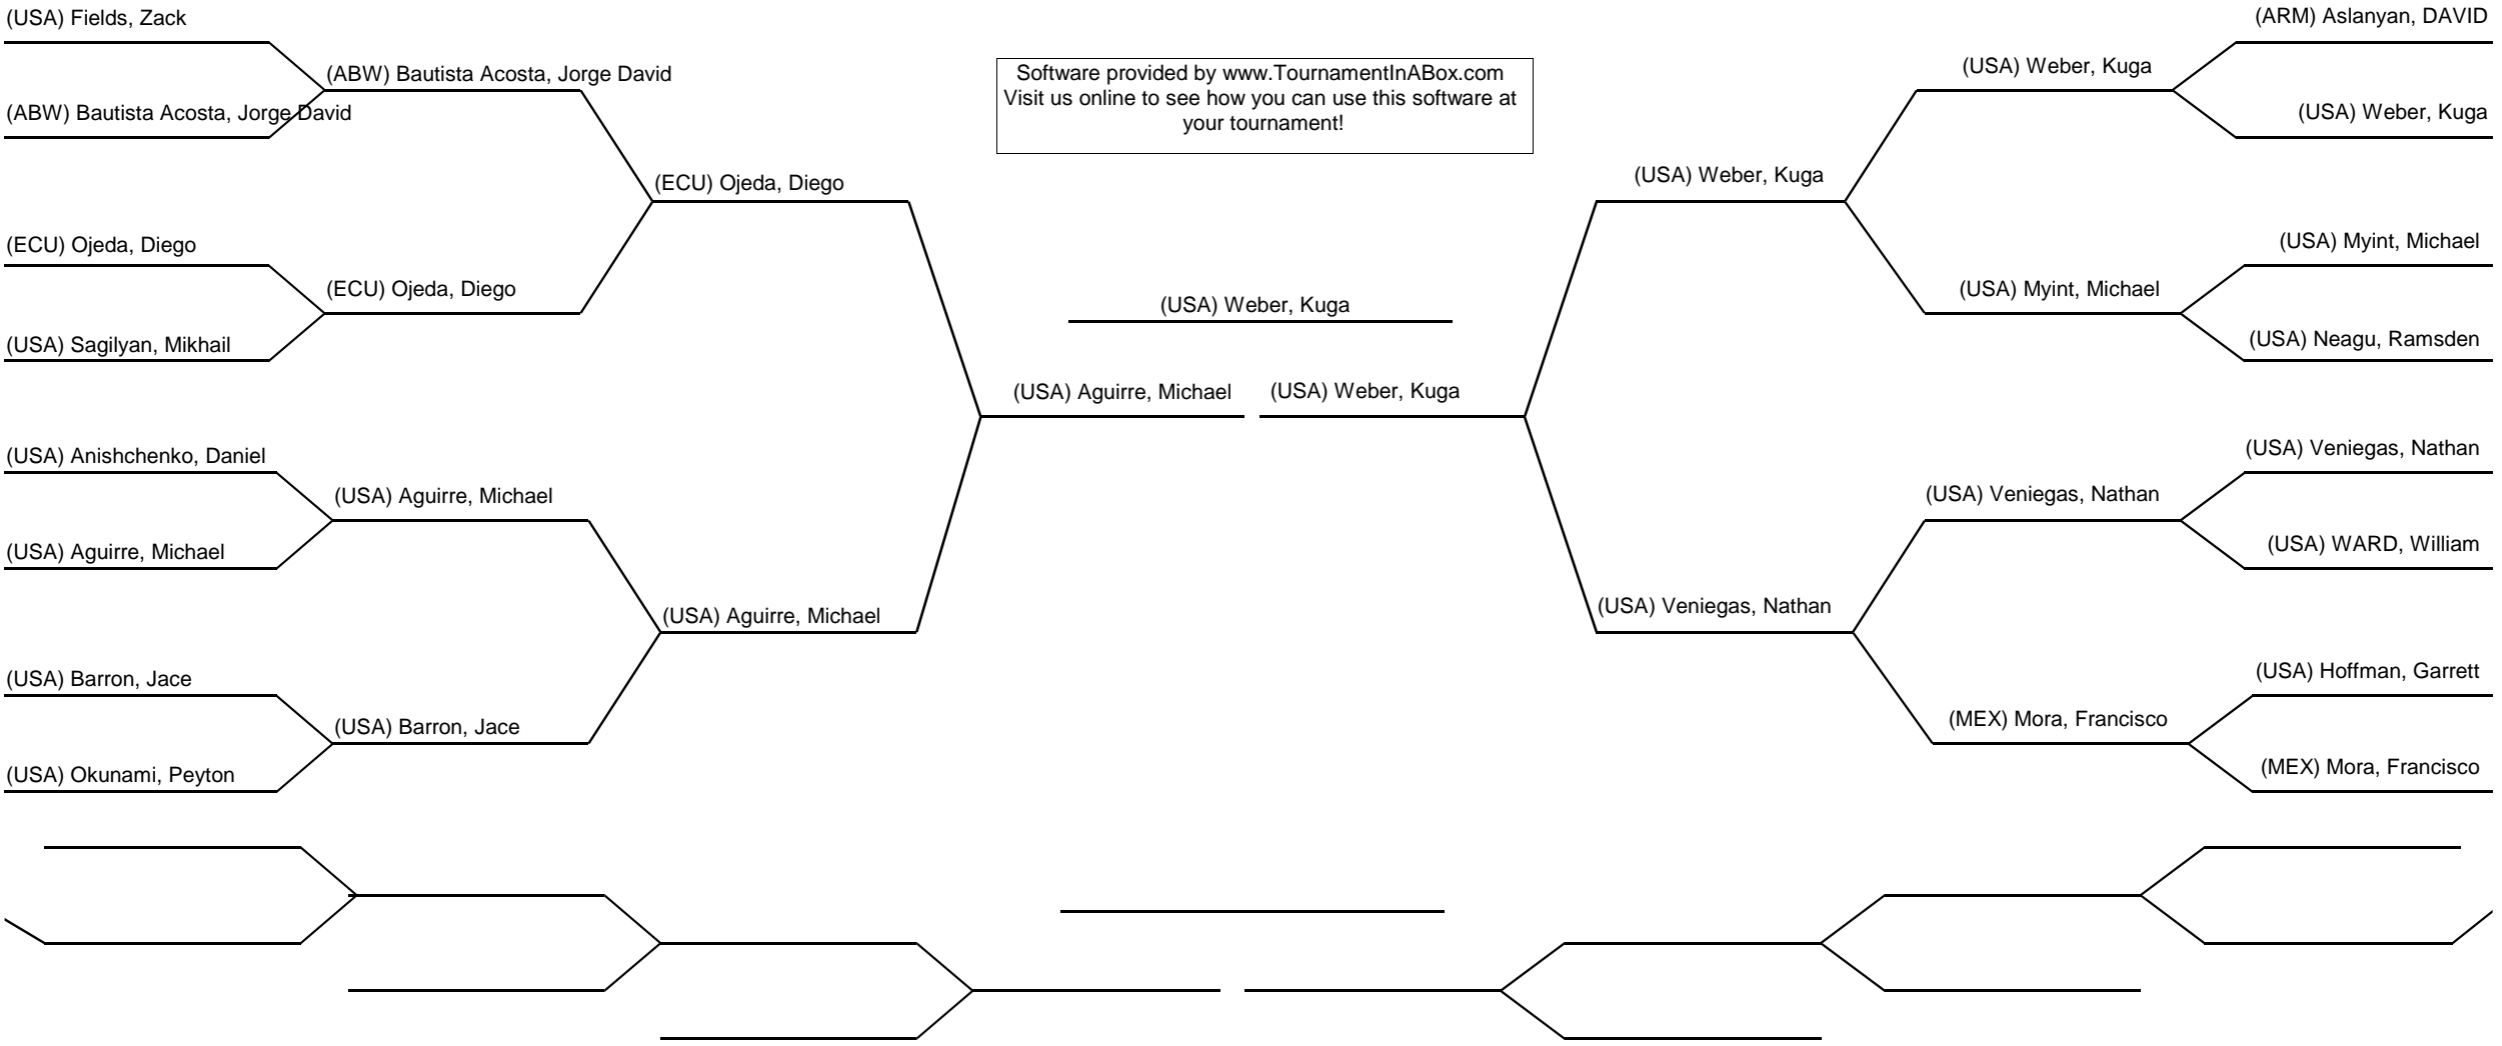 (USA) Fields, Zack
(ABW) Bautista Acosta, Jorge David
(ECU) Ojeda, Diego
(USA) Sagilyan, Mikhail
(USA) Anishchenko, Daniel
(USA) Aguirre, Michael
(USA) Barron, Jace
(USA) Okunami, Peyton
(ABW) Bautista Acosta, Jorge David
(ECU) Ojeda, Diego
(USA) Aguirre, Michael
(USA) Barron, Jace
(ECU) Ojeda, Diego
(USA) Aguirre, Michael
Software provided by www.TournamentInABox.com
Visit us online to see how you can use this software at
your tournament!
(USA) Weber, Kuga
(USA) Aguirre, Michael
(USA) Weber, Kuga
(USA) Weber, Kuga
(USA) Veniegas, Nathan
(USA) Weber, Kuga
(USA) Myint, Michael
(USA) Veniegas, Nathan
(MEX) Mora, Francisco
(ARM) Aslanyan, DAVID
(USA) Weber, Kuga
(USA) Myint, Michael
(USA) Neagu, Ramsden
(USA) Veniegas, Nathan
(USA) WARD, William
(USA) Hoffman, Garrett
(MEX) Mora, Francisco